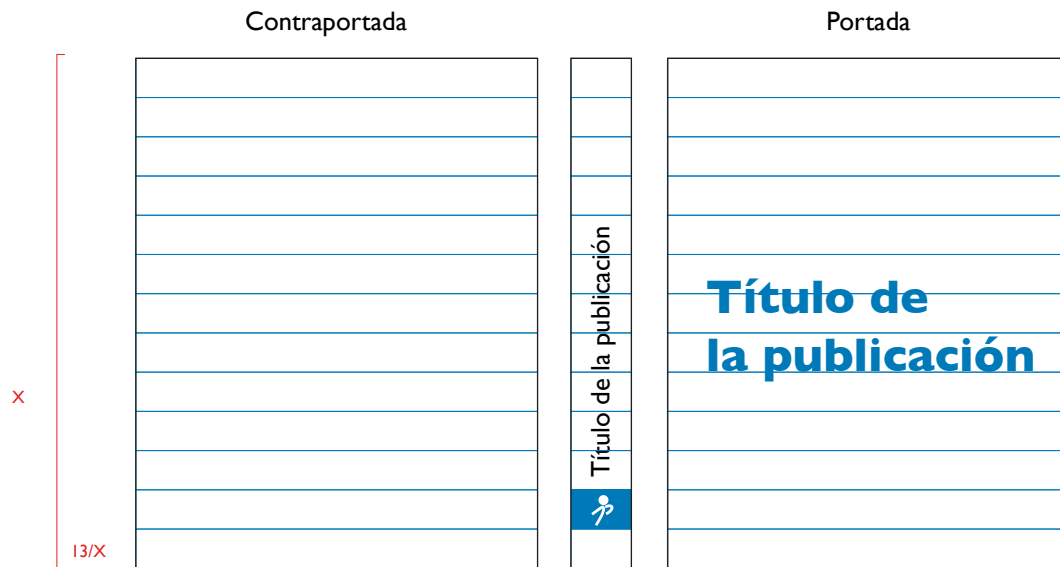 Contraportada
Portada
Título de la publicación
Título de
la publicación
X
13/X